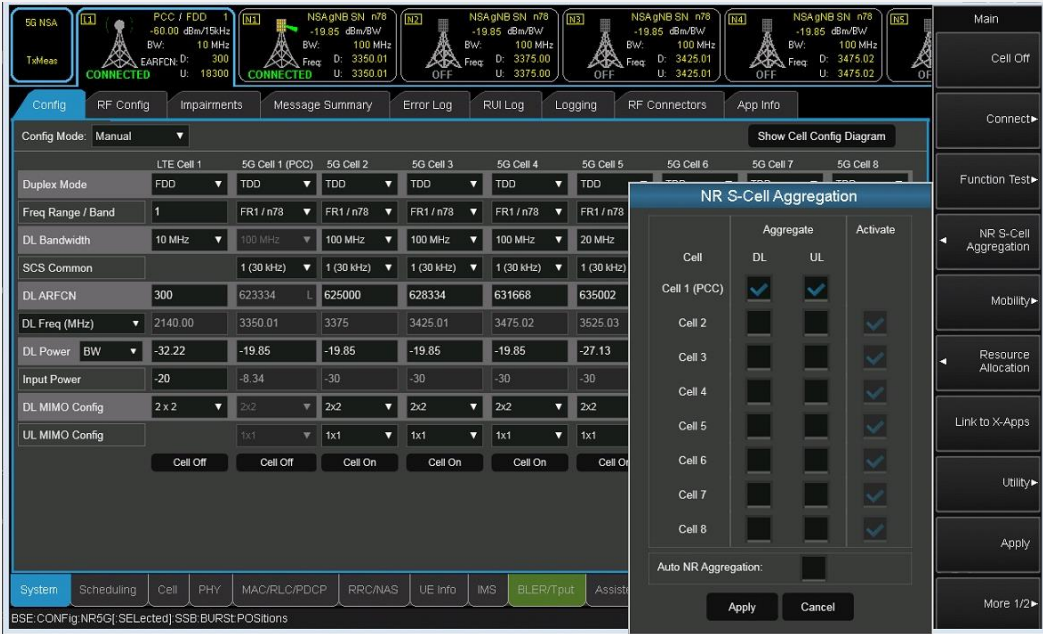 5G NSA
TxMeas
L1
PCC / FDD 1
-60.00 dBm/15kHz
BW: 10 MHz
EARFCN: D: 300
CONNECTED U: 18300
N1
NSA gNB SN n78
-19.85 dBm/BW
BW: 100 MHz
Freq: D: 3350.01
CONNECTED U: 3350.01
N2
NSA gNB SN n78
-19.85 dBm/BW
BW: 100 MHz
Freq: D: 3375.00
OFF U: 3375.00
N3
NSA gNB SN n78
-19.85 dBm/BW
BW: 100 MHz
Freq: D: 3425.01
OFF U: 3425.01
N4
NSA gNB SN n78
-19.85 dBm/BW
BW: 100 MHz
Freq: D: 3475.02
OFF U: 3475.02
N5
Config RF Config Impairments Message Summary Error Log RUI Log Logging RF Connectors App Info
Config Mode: Manual Show Cell Config Diagram
LTE Cell 1 5G Cell 1 (PCC) 5G Cell 2 5G Cell 3 5G Cell 4 5G Cell 5 5G Cell 6 5G Cell 7 5G Cell 8
Duplex Mode FDD TDD TDD TDD TDD TDD
Freq Range / Band 1 FR1 / n78 FR1 / n78 FR1 / n78 FR1 / n78 FR1 / n78
DL Bandwidth 10 MHz 100 MHz 100 MHz 100 MHz 100 MHz 20 MHz
SCS Common 1 (30 kHz) 1 (30 kHz) 1 (30 kHz) 1 (30 kHz) 1 (30 kHz)
DL ARFCN 300 623334 L 625000 628334 631668 635002
DL Freq (MHz) 2140.00 3350.01 3375 3425.01 3475.02 3525.03
DL Power BW -32.22 -19.85 -19.85 -19.85 -19.85 -27.13
Input Power -20 -8.34 -30 -30 -30 -30
DL MIMO Config 2 x 2 2x2 2x2 2x2 2x2 2x2
UL MIMO Config 1x1 1x1 1x1 1x1 1x1
Cell Off Cell Off Cell On Cell On Cell On
NR S-Cell Aggregation
Aggregate Activate
Cell DL UL
Cell 1 (PCC)
Cell 2
Cell 3
Cell 4
Cell 5
Cell 6
Cell 7
Cell 8
Auto NR Aggregation:
Apply Cancel
System Scheduling Cell PHY MAC/RLC/PDCP RRC/NAS UE Info IMS BLER/Tput
BSE:CONFig:NR5G[:SELected]:SSB:BURSt:POSitions
Main
Cell Off
Connect
Function Test
NR S-Cell
Aggregation
Mobility
Resource
Allocation
Link to X-Apps
Utility
Apply
More 1/2